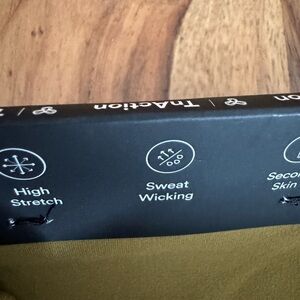 TnAction
High
Stretch
Sweat
Wicking
Skin